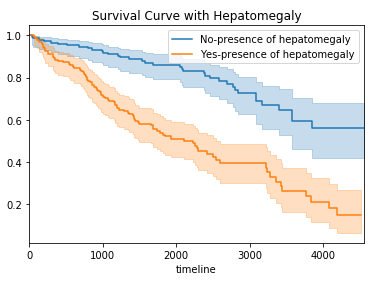 Survival Curve with Hepatomegaly
No-presence of hepatomegaly
Yes-presence of hepatomegaly
1.0
0.8
0.6
0.4
0.2
0 1000 2000 3000 4000
timeline